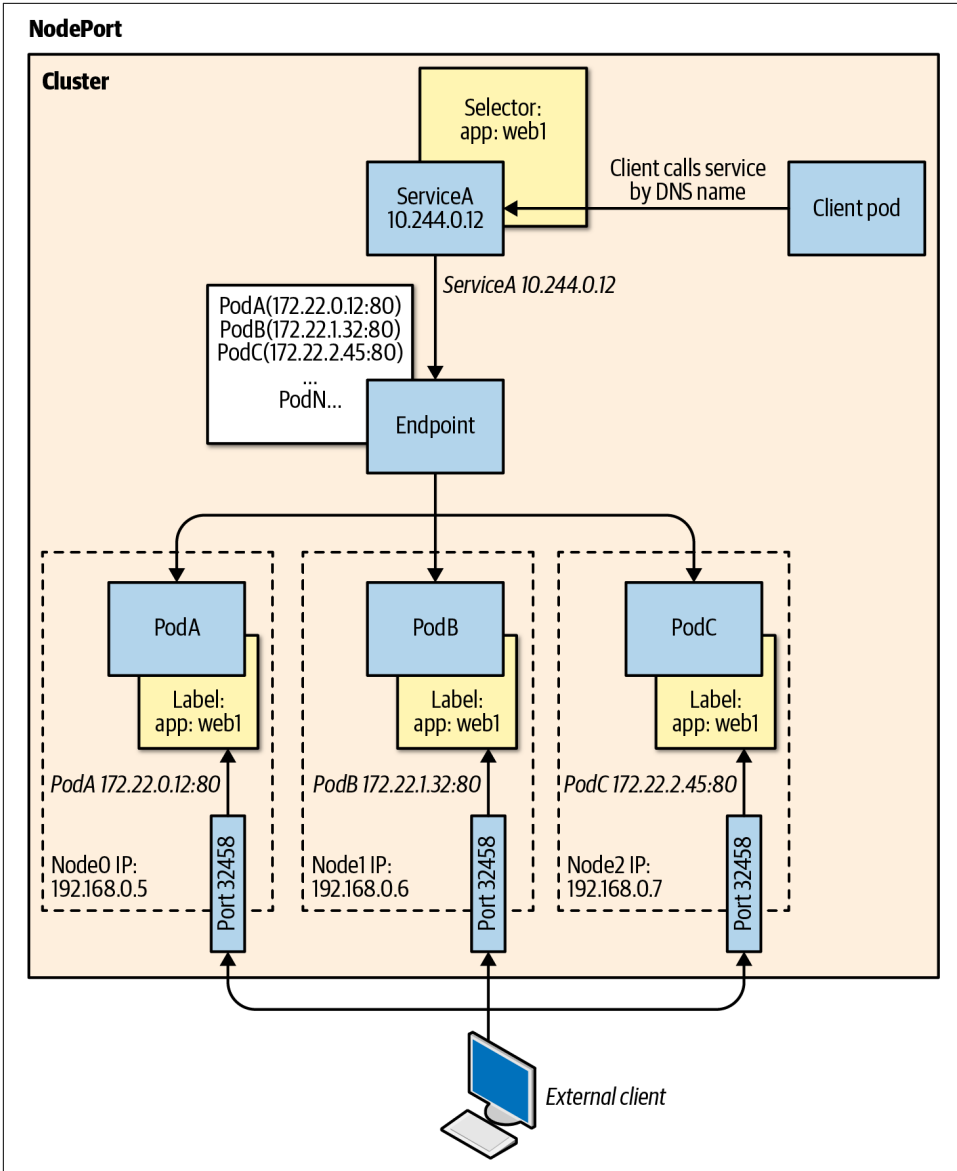 NodePort
Cluster
Selector:
app: web1
Client calls service
by DNS name
ServiceA
10.244.0.12
Client pod
ServiceA 10.244.0.12
PodA(172.22.0.12:80)
PodB(172.22.1.32:80)
PodC(172.22.2.45:80)
...
PodN...
Endpoint
PodA
Label:
app: web1
PodA 172.22.0.12:80
Node0 IP:
192.168.0.5
Port 32458
PodB
Label:
app: web1
PodB 172.22.1.32:80
Node1 IP:
192.168.0.6
Port 32458
PodC
Label:
app: web1
PodC 172.22.2.45:80
Node2 IP:
192.168.0.7
Port 32458
External client